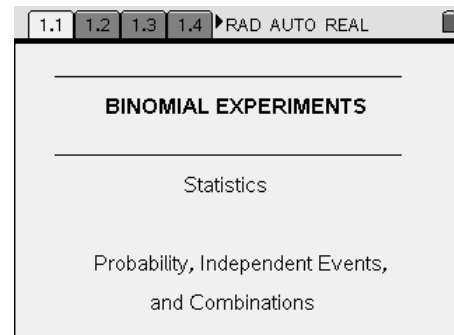 1.1 1.2 1.3 1.4 RAD AUTO REAL
BINOMIAL EXPERIMENTS
Statistics
Probability, Independent Events,
and Combinations